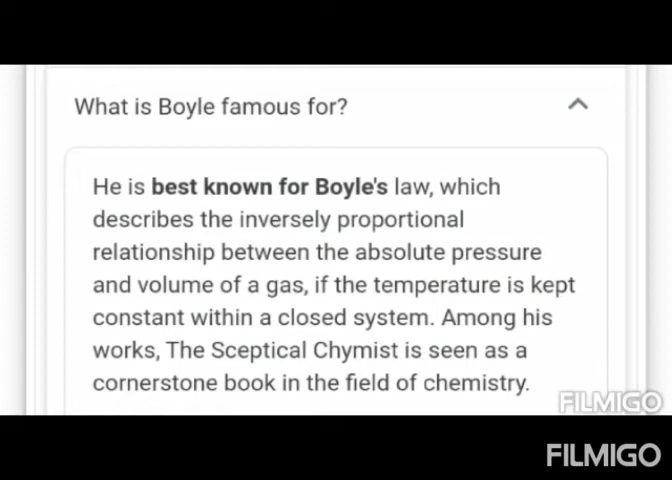 What is Boyle famous for?
He is best known for Boyle's law, which
describes the inversely proportional
relationship between the absolute pressure
and volume of a gas, if the temperature is kept
constant within a closed system. Among his
works, The Sceptical Chymist is seen as a
cornerstone book in the field of chemistry.
FILMIGO
FILMIGO